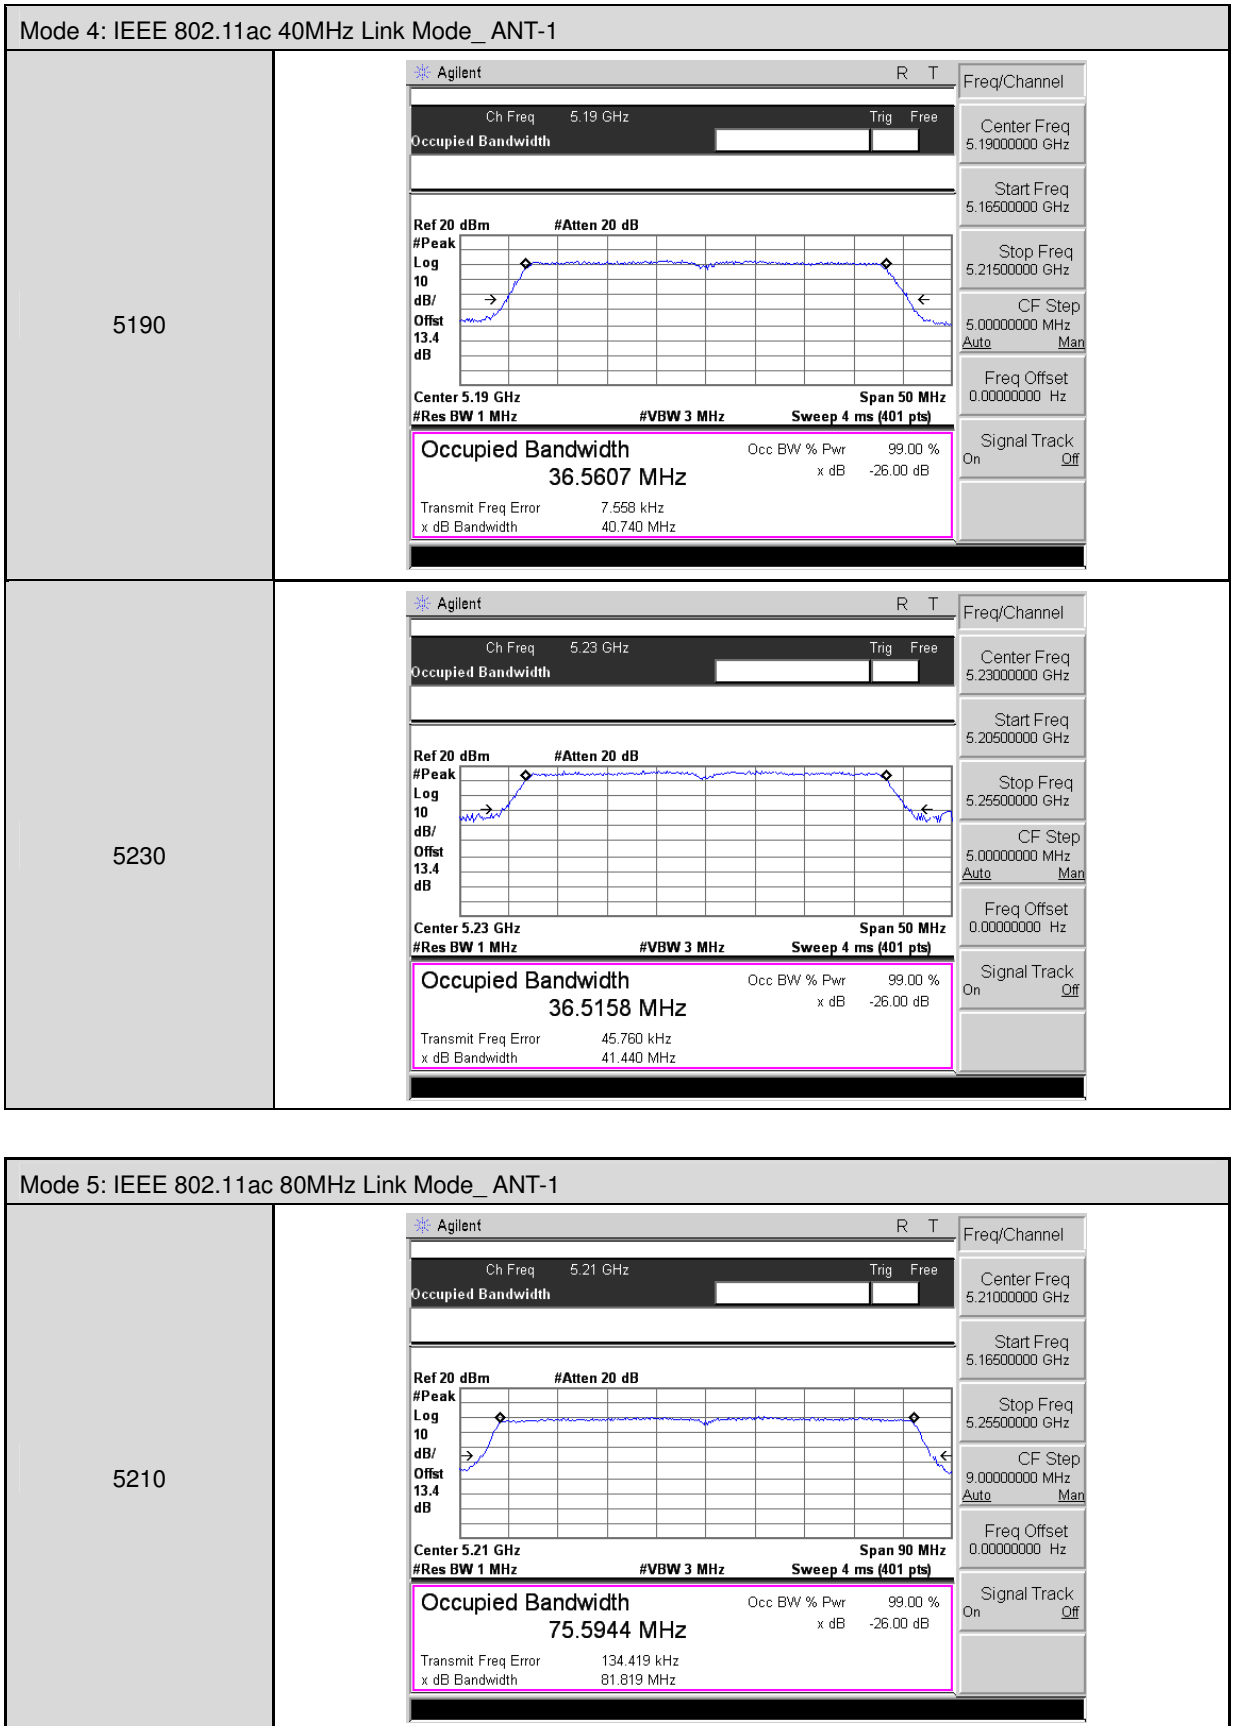 Mode 4: IEEE 802.11ac 40MHz Link Mode_ ANT-1
5190
Agilent R T
Ch Freq 5.19 GHz Trig Free
Occupied Bandwidth
Ref 20 dBm #Atten 20 dB
#Peak
Log
10
dB/
Offst
13.4
dB
Center 5.19 GHz Span 50 MHz
#Res BW 1 MHz #VBW 3 MHz Sweep 4 ms (401 pts)
Occupied Bandwidth Occ BW % Pwr 99.00 %
36.5607 MHz x dB -26.00 dB
Transmit Freq Error 7.558 kHz
x dB Bandwidth 40.740 MHz
Freq/Channel
Center Freq
5.19000000 GHz
Start Freq
5.16500000 GHz
Stop Freq
5.21500000 GHz
CF Step
5.00000000 MHz
Auto Man
Freq Offset
0.00000000 Hz
Signal Track
On Off
5230
Agilent R T
Ch Freq 5.23 GHz Trig Free
Occupied Bandwidth
Ref 20 dBm #Atten 20 dB
#Peak
Log
10
dB/
Offst
13.4
dB
Center 5.23 GHz Span 50 MHz
#Res BW 1 MHz #VBW 3 MHz Sweep 4 ms (401 pts)
Occupied Bandwidth Occ BW % Pwr 99.00 %
36.5158 MHz x dB -26.00 dB
Transmit Freq Error 45.760 kHz
x dB Bandwidth 41.440 MHz
Freq/Channel
Center Freq
5.23000000 GHz
Start Freq
5.20500000 GHz
Stop Freq
5.25500000 GHz
CF Step
5.00000000 MHz
Auto Man
Freq Offset
0.00000000 Hz
Signal Track
On Off
Mode 5: IEEE 802.11ac 80MHz Link Mode_ ANT-1
5210
Agilent R T
Ch Freq 5.21 GHz Trig Free
Occupied Bandwidth
Ref 20 dBm #Atten 20 dB
#Peak
Log
10
dB/
Offst
13.4
dB
Center 5.21 GHz Span 90 MHz
#Res BW 1 MHz #VBW 3 MHz Sweep 4 ms (401 pts)
Occupied Bandwidth Occ BW % Pwr 99.00 %
75.5944 MHz x dB -26.00 dB
Transmit Freq Error 134.419 kHz
x dB Bandwidth 81.819 MHz
Freq/Channel
Center Freq
5.21000000 GHz
Start Freq
5.16500000 GHz
Stop Freq
5.25500000 GHz
CF Step
9.00000000 MHz
Auto Man
Freq Offset
0.00000000 Hz
Signal Track
On Off